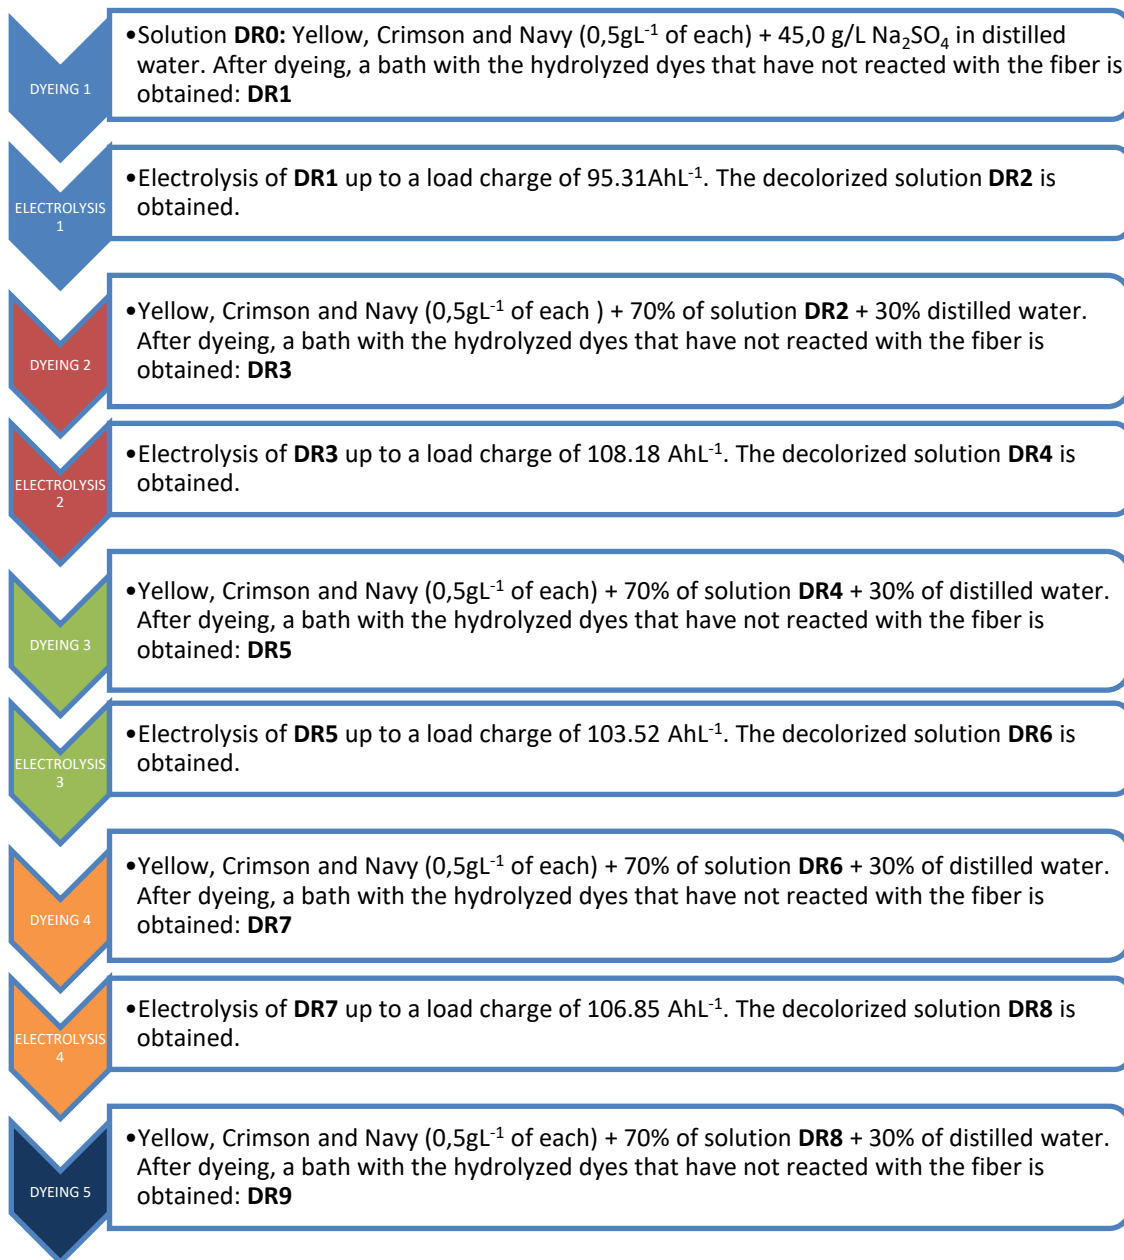 DYEING 1
•Solution DR0: Yellow, Crimson and Navy (0,5gL⁻¹ of each) + 45,0 g/L Na₂SO₄ in distilled
water. After dyeing, a bath with the hydrolyzed dyes that have not reacted with the fiber is
obtained: DR1
ELECTROLYSIS
1
•Electrolysis of DR1 up to a load charge of 95.31AhL⁻¹. The decolorized solution DR2 is
obtained.
DYEING 2
•Yellow, Crimson and Navy (0,5gL⁻¹ of each ) + 70% of solution DR2 + 30% distilled water.
After dyeing, a bath with the hydrolyzed dyes that have not reacted with the fiber is
obtained: DR3
ELECTROLYSIS
2
•Electrolysis of DR3 up to a load charge of 108.18 AhL⁻¹. The decolorized solution DR4 is
obtained.
DYEING 3
•Yellow, Crimson and Navy (0,5gL⁻¹ of each) + 70% of solution DR4 + 30% of distilled water.
After dyeing, a bath with the hydrolyzed dyes that have not reacted with the fiber is
obtained: DR5
ELECTROLYSIS
3
•Electrolysis of DR5 up to a load charge of 103.52 AhL⁻¹. The decolorized solution DR6 is
obtained.
DYEING 4
•Yellow, Crimson and Navy (0,5gL⁻¹ of each) + 70% of solution DR6 + 30% of distilled water.
After dyeing, a bath with the hydrolyzed dyes that have not reacted with the fiber is
obtained: DR7
ELECTROLYSIS
4
•Electrolysis of DR7 up to a load charge of 106.85 AhL⁻¹. The decolorized solution DR8 is
obtained.
DYEING 5
•Yellow, Crimson and Navy (0,5gL⁻¹ of each) + 70% of solution DR8 + 30% of distilled water.
After dyeing, a bath with the hydrolyzed dyes that have not reacted with the fiber is
obtained: DR9